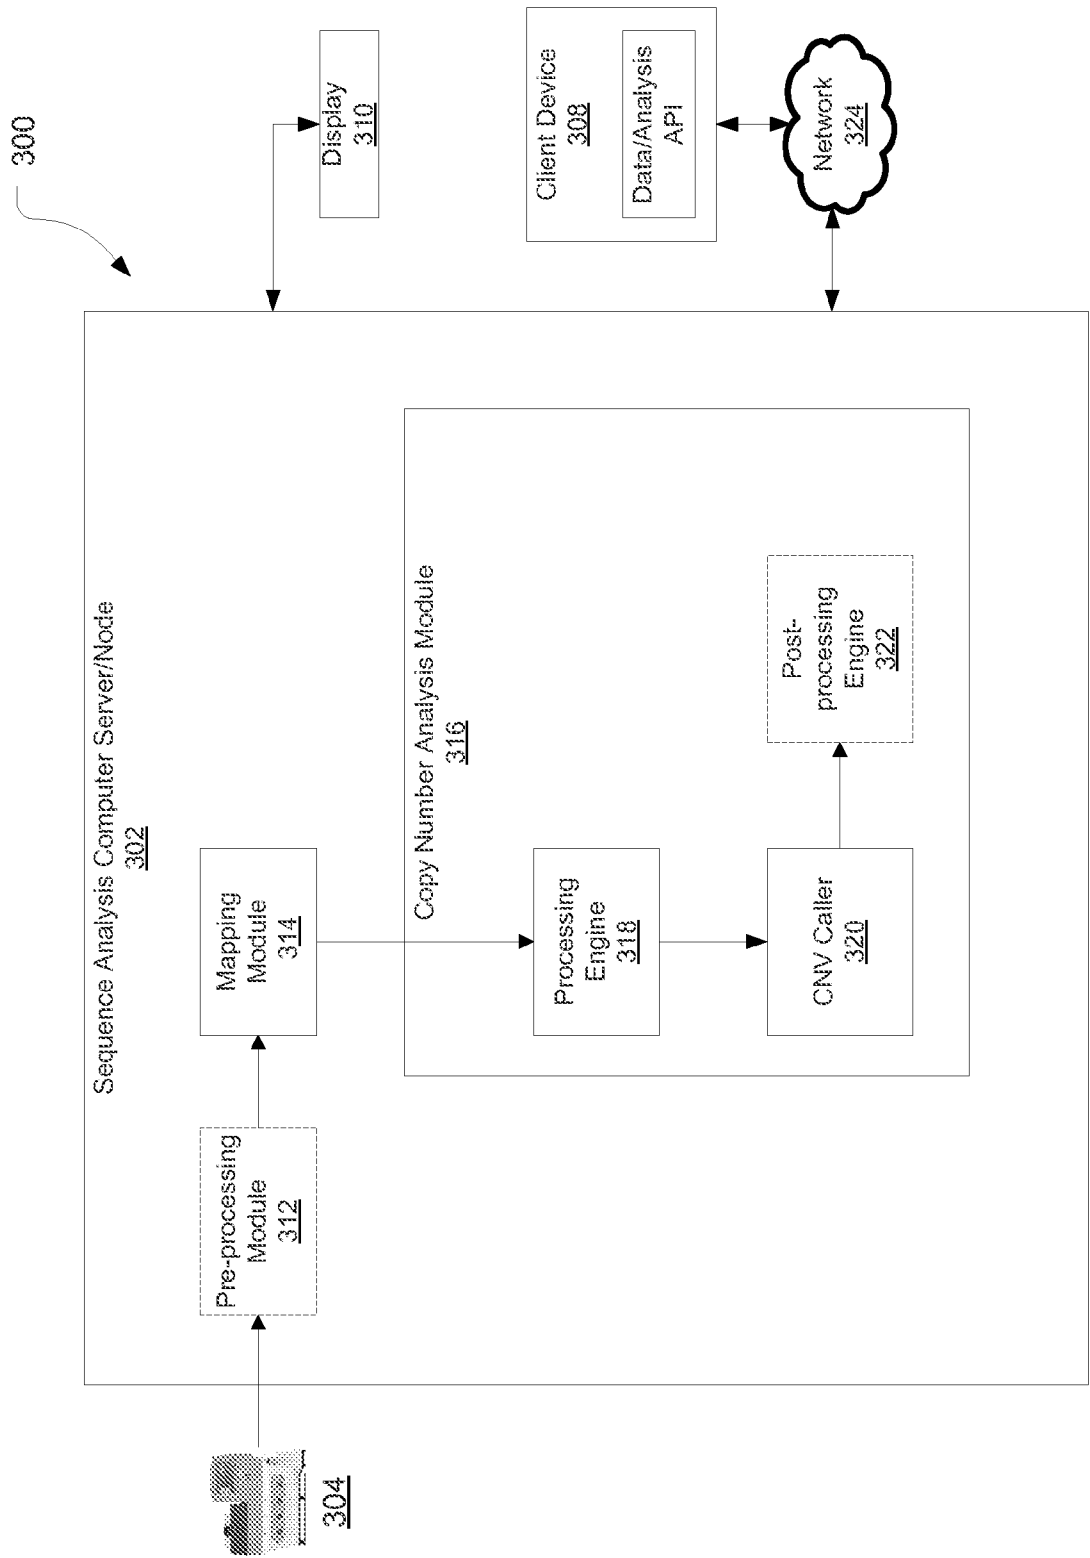 300
Sequence Analysis Computer Server/Node
302
304
Pre-processing
Module
312
Mapping
Module
314
Copy Number Analysis Module
316
Processing
Engine
318
CNV Caller
320
Post-
processing
Engine
322
Display
310
Client Device
308
Data/Analysis
API
Network
324